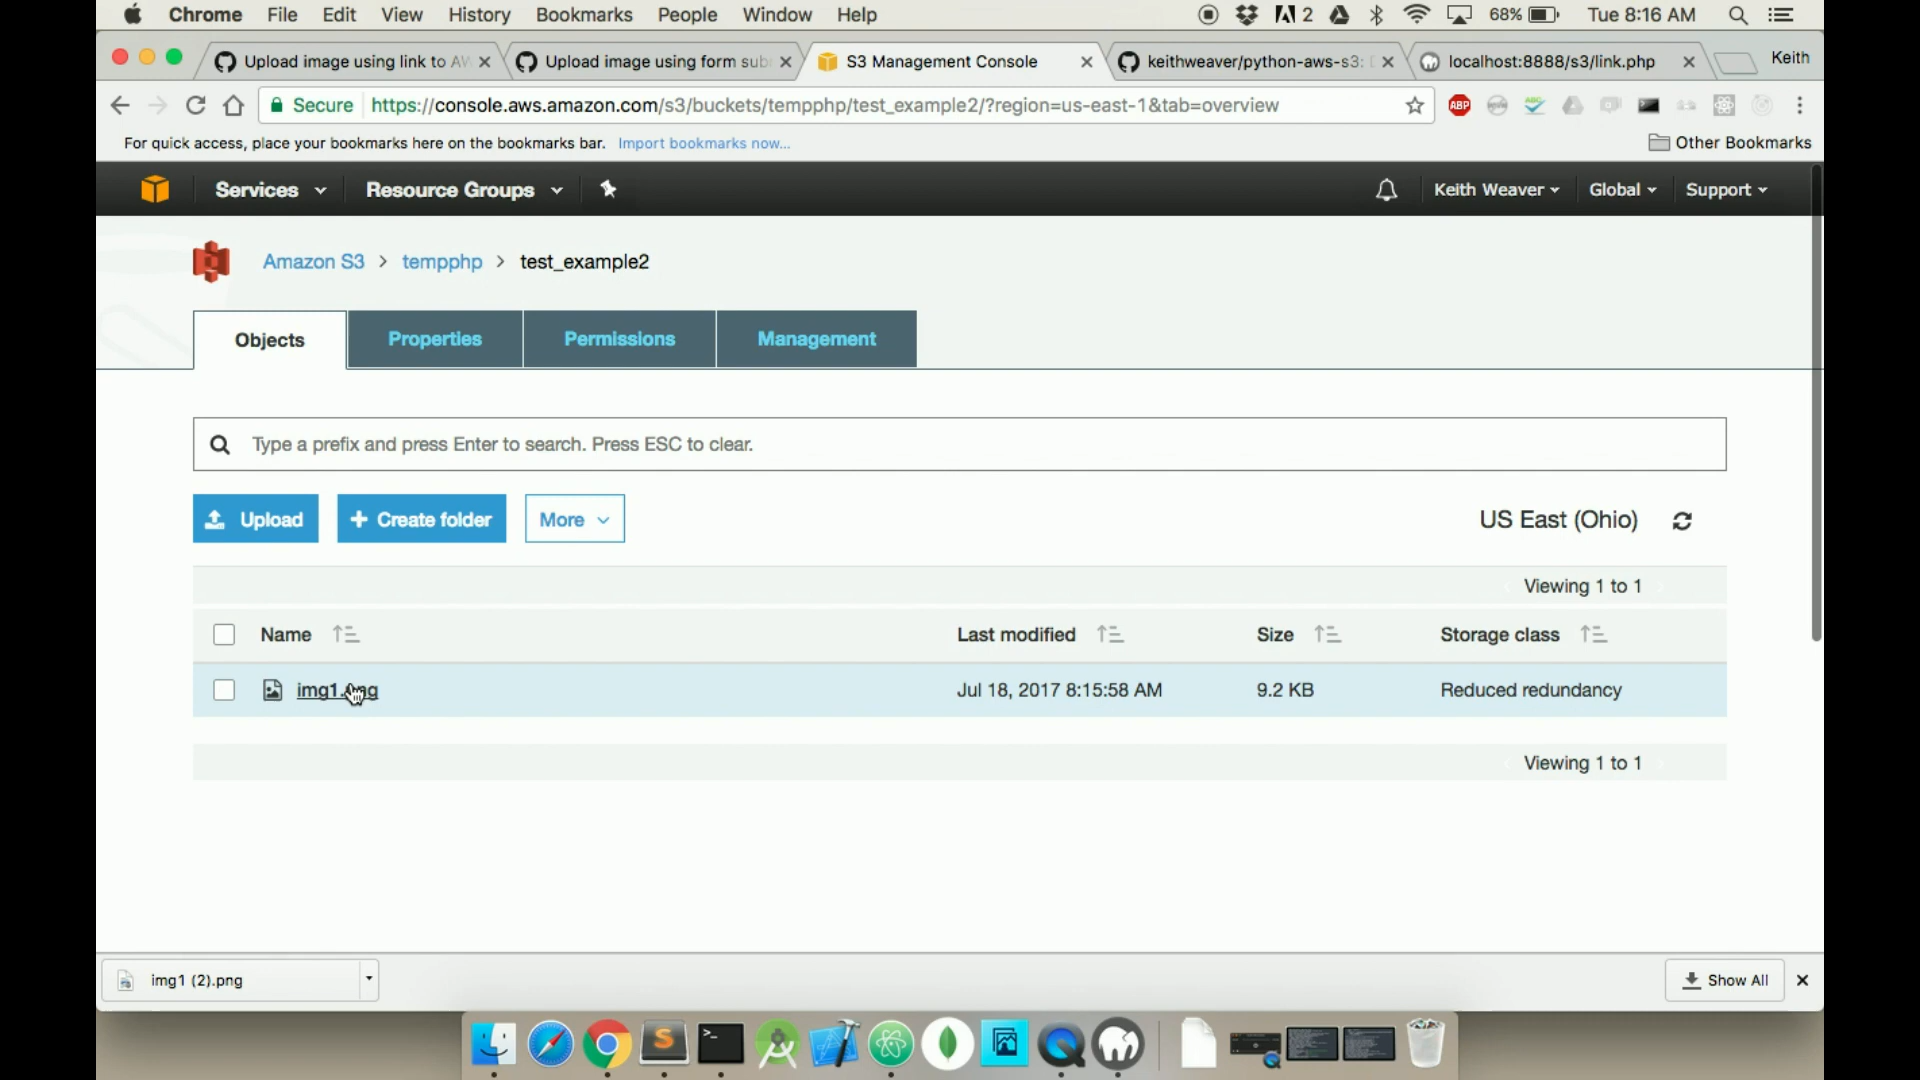 Chrome File Edit View History Bookmarks People Window Help 2 68% Tue 8:16 AM
Upload image using link to AW Upload image using form sub S3 Management Console keithweaver/python-aws-s3: localhost:8888/s3/link.php Keith
Secure https://console.aws.amazon.com/s3/buckets/tempphp/test_example2/?region=us-east-1&tab=overview ABP
For quick access, place your bookmarks here on the bookmarks bar. Import bookmarks now... Other Bookmarks
Services Resource Groups Keith Weaver Global Support
Amazon S3 > tempphp > test_example2
Objects Properties Permissions Management
Type a prefix and press Enter to search. Press ESC to clear.
Upload + Create folder More US East (Ohio)
Viewing 1 to 1
Name Last modified Size Storage class
img1.png Jul 18, 2017 8:15:58 AM 9.2 KB Reduced redundancy
Viewing 1 to 1
img1 (2).png Show All